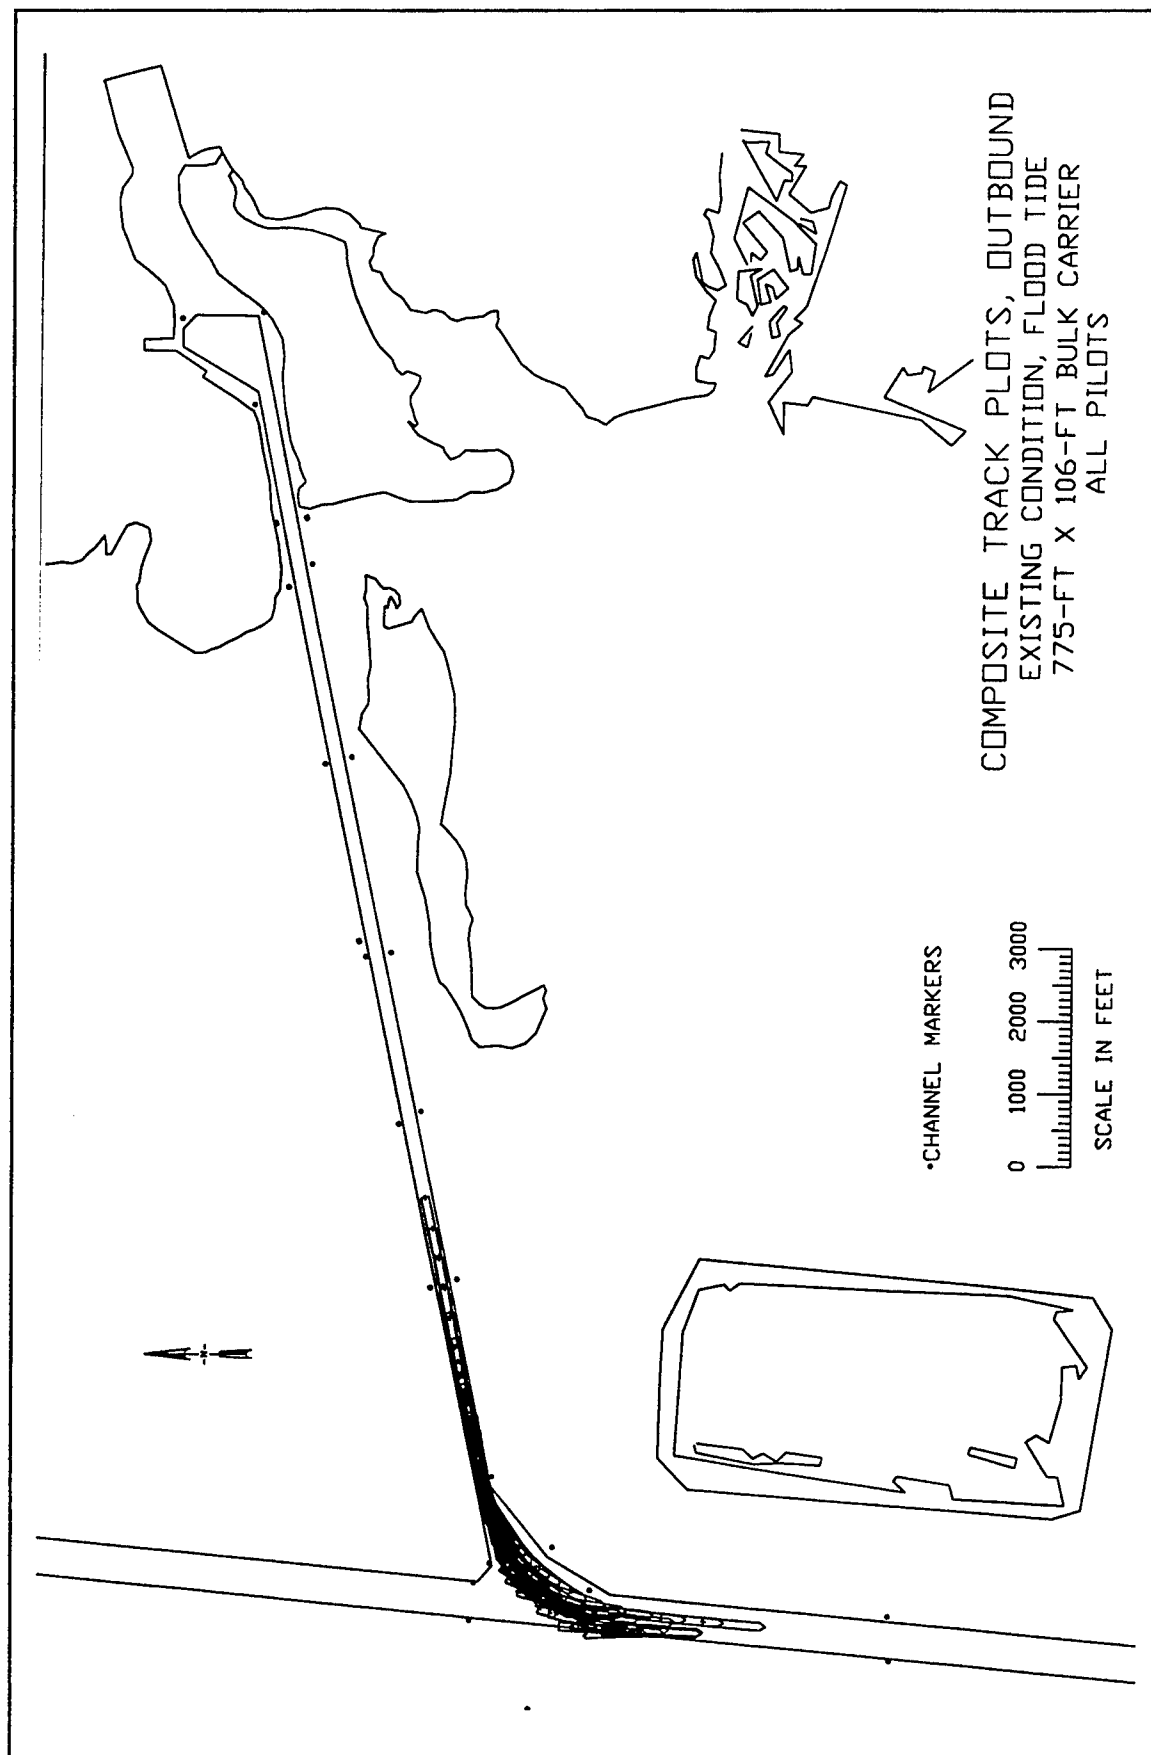 COMPOSITE TRACK PLOTS, OUTBOUND
EXISTING CONDITION, FLOOD TIDE
775-FT X 106-FT BULK CARRIER
ALL PILOTS
•CHANNEL MARKERS
0 1000 2000 3000
SCALE IN FEET
N